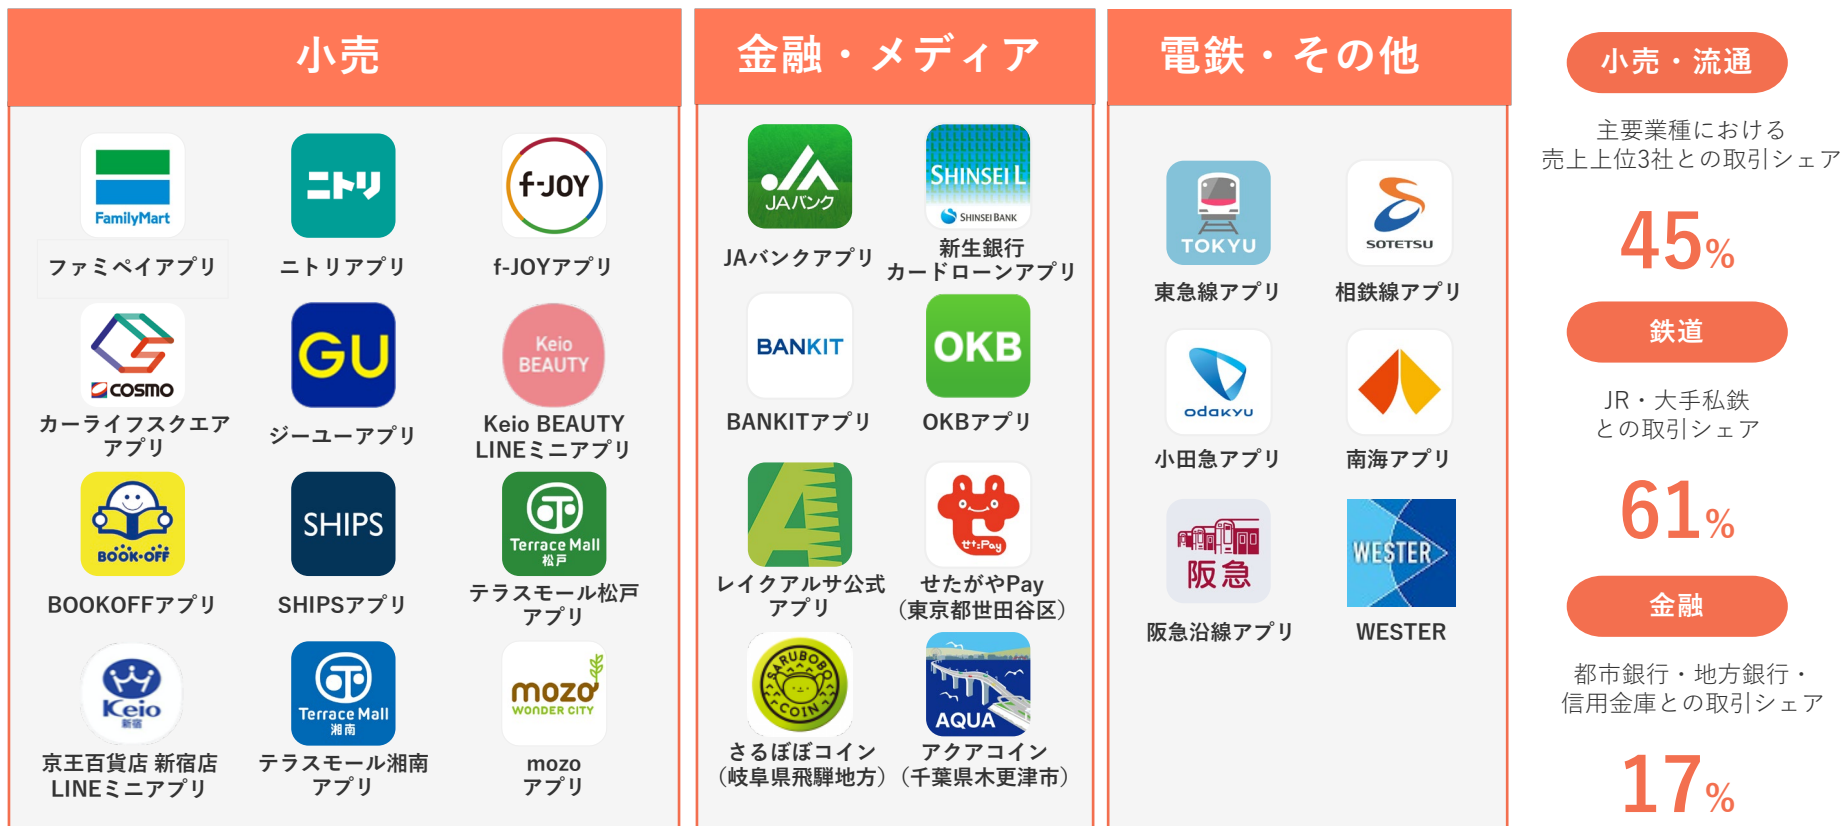 小売
FamilyMart
ファミペイアプリ
ニトリ
ニトリアプリ
f-JOY
f-JOYアプリ
COSMO
カーライフスクエア
アプリ
GU
ジーユーアプリ
Keio
BEAUTY
Keio BEAUTY
LINEミニアプリ
BOOK・OFF
BOOKOFFアプリ
SHIPS
SHIPSアプリ
Terrace Mall
松戸
テラスモール松戸
アプリ
Keio
新宿
京王百貨店 新宿店
LINEミニアプリ
Terrace Mall
湘南
テラスモール湘南
アプリ
mozo
WONDER CITY
mozo
アプリ
金融・メディア
JAバンク
JAバンクアプリ
SHINSEI L
SHINSEI BANK
新生銀行
カードローンアプリ
BANKIT
BANKITアプリ
OKB
OKBアプリ
レイクアルサ公式
アプリ
せたPay
せたがやPay
（東京都世田谷区）
SARUBOBO
COIN
さるぼぼコイン
（岐阜県飛騨地方）
AQUA
アクアコイン
（千葉県木更津市）
電鉄・その他
TOKYU
東急線アプリ
SOTETSU
相鉄線アプリ
odakyu
小田急アプリ
南海アプリ
阪急
阪急沿線アプリ
WESTER
WESTER
小売・流通
主要業種における
売上上位3社との取引シェア
45%
鉄道
JR・大手私鉄
との取引シェア
61%
金融
都市銀行・地方銀行・
信用金庫との取引シェア
17%